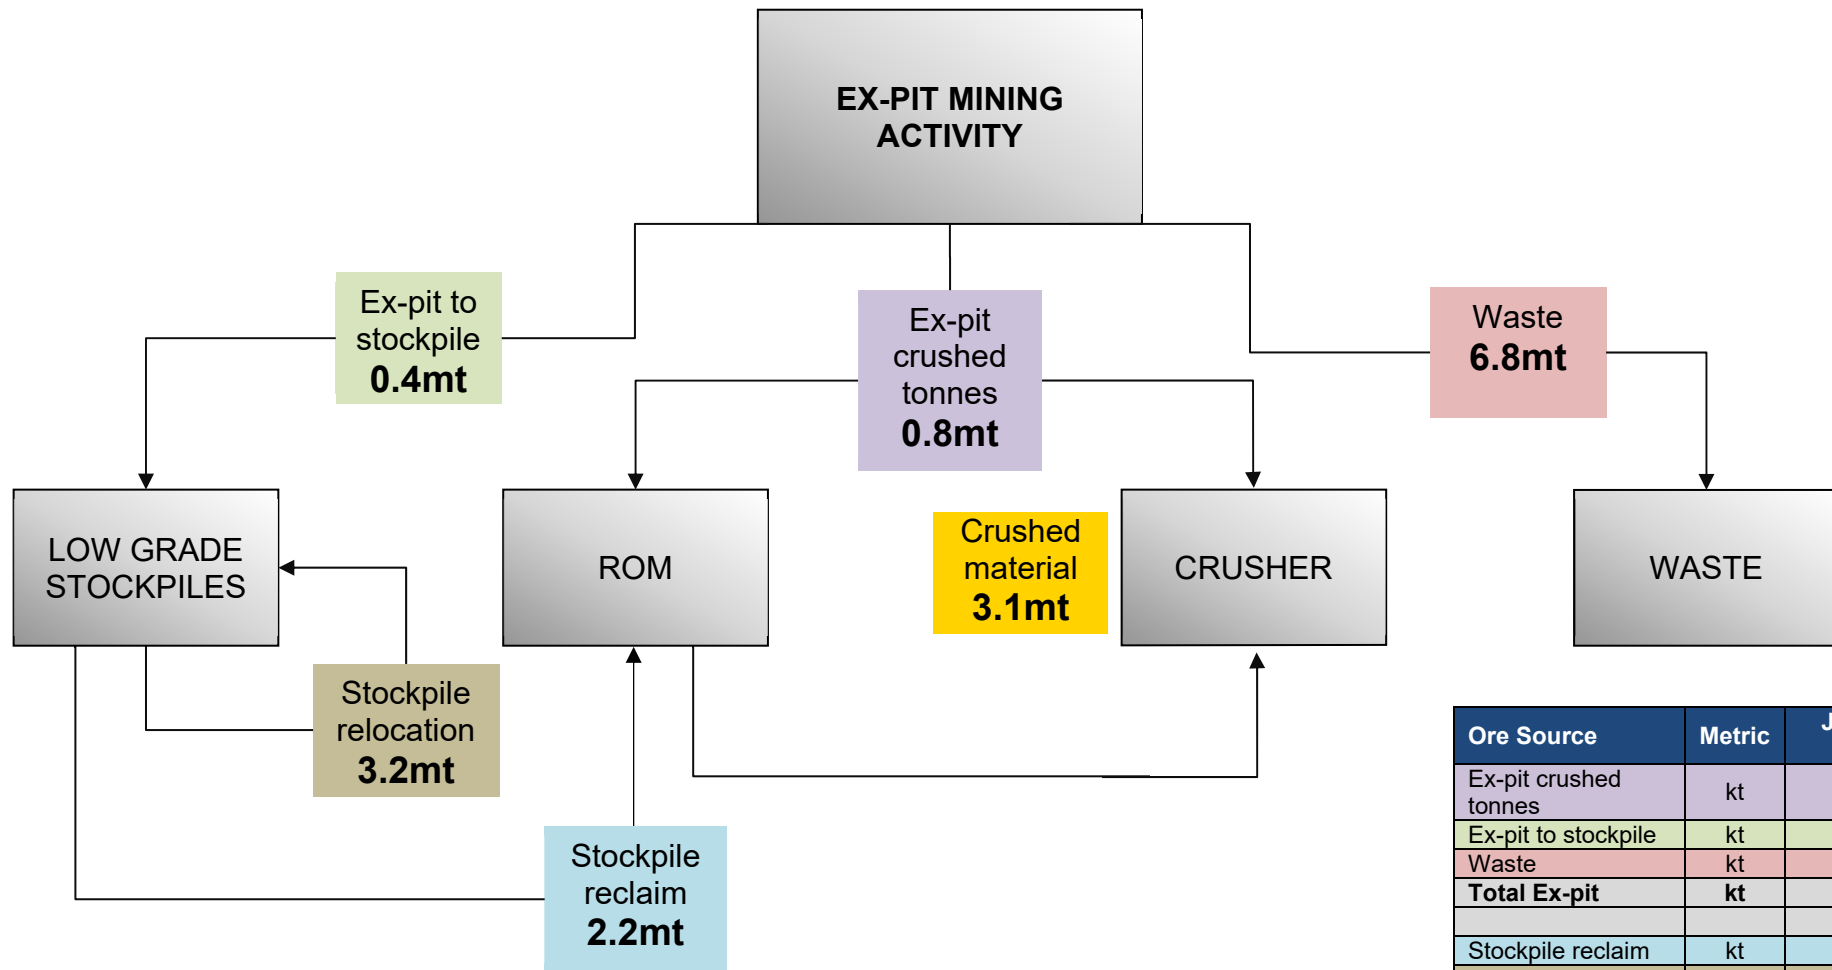 EX-PIT MINING
ACTIVITY
Ex-pit to
stockpile
0.4mt
Ex-pit
crushed
tonnes
0.8mt
Waste
6.8mt
LOW GRADE
STOCKPILES
ROM
Crushed
material
3.1mt
CRUSHER
WASTE
Stockpile
relocation
3.2mt
Stockpile
reclaim
2.2mt
Ore Source Metric J
Ex-pit crushed
tonnes kt
Ex-pit to stockpile kt
Waste kt
Total Ex-pit kt
Stockpile reclaim kt